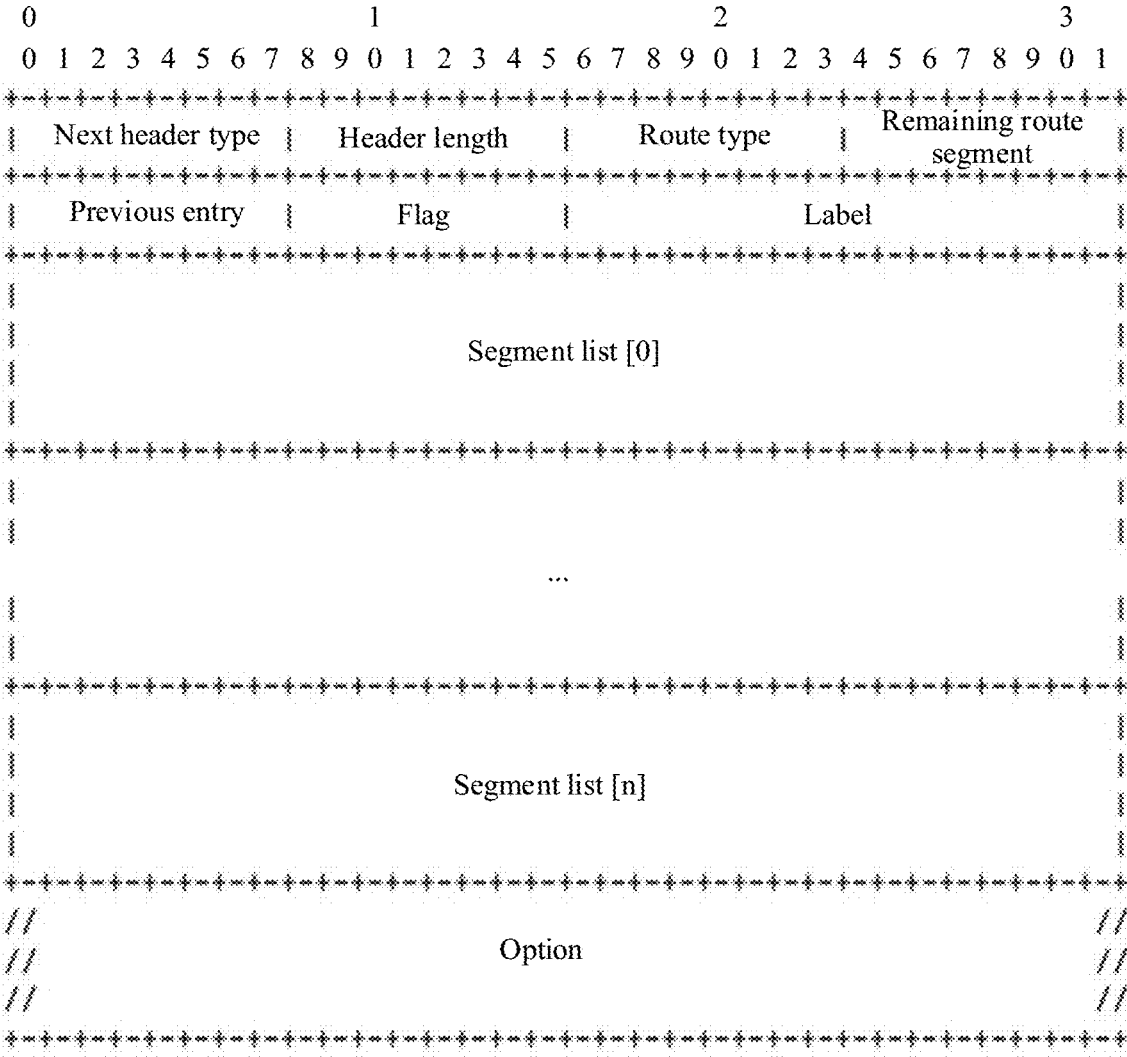 0 1 2 3
0 1 2 3 4 5 6 7 8 9 0 1 2 3 4 5 6 7 8 9 0 1 2 3 4 5 6 7 8 9 0 1
+-+-+-+-+-+-+-+-+-+-+-+-+-+-+-+-+-+-+-+-+-+-+-+-+-+-+-+-+-+-+-+-+
| Next header type | Header length | Route type | Remaining route segment |
+-+-+-+-+-+-+-+-+-+-+-+-+-+-+-+-+-+-+-+-+-+-+-+-+-+-+-+-+-+-+-+-+
| Previous entry | Flag | Label |
+-+-+-+-+-+-+-+-+-+-+-+-+-+-+-+-+-+-+-+-+-+-+-+-+-+-+-+-+-+-+-+-+
| |
| Segment list [0] |
| |
| |
+-+-+-+-+-+-+-+-+-+-+-+-+-+-+-+-+-+-+-+-+-+-+-+-+-+-+-+-+-+-+-+-+
| |
| |
...
| |
| |
+-+-+-+-+-+-+-+-+-+-+-+-+-+-+-+-+-+-+-+-+-+-+-+-+-+-+-+-+-+-+-+-+
| |
| |
| Segment list [n] |
| |
+-+-+-+-+-+-+-+-+-+-+-+-+-+-+-+-+-+-+-+-+-+-+-+-+-+-+-+-+-+-+-+-+
// //
// Option //
// //
+-+-+-+-+-+-+-+-+-+-+-+-+-+-+-+-+-+-+-+-+-+-+-+-+-+-+-+-+-+-+-+-+